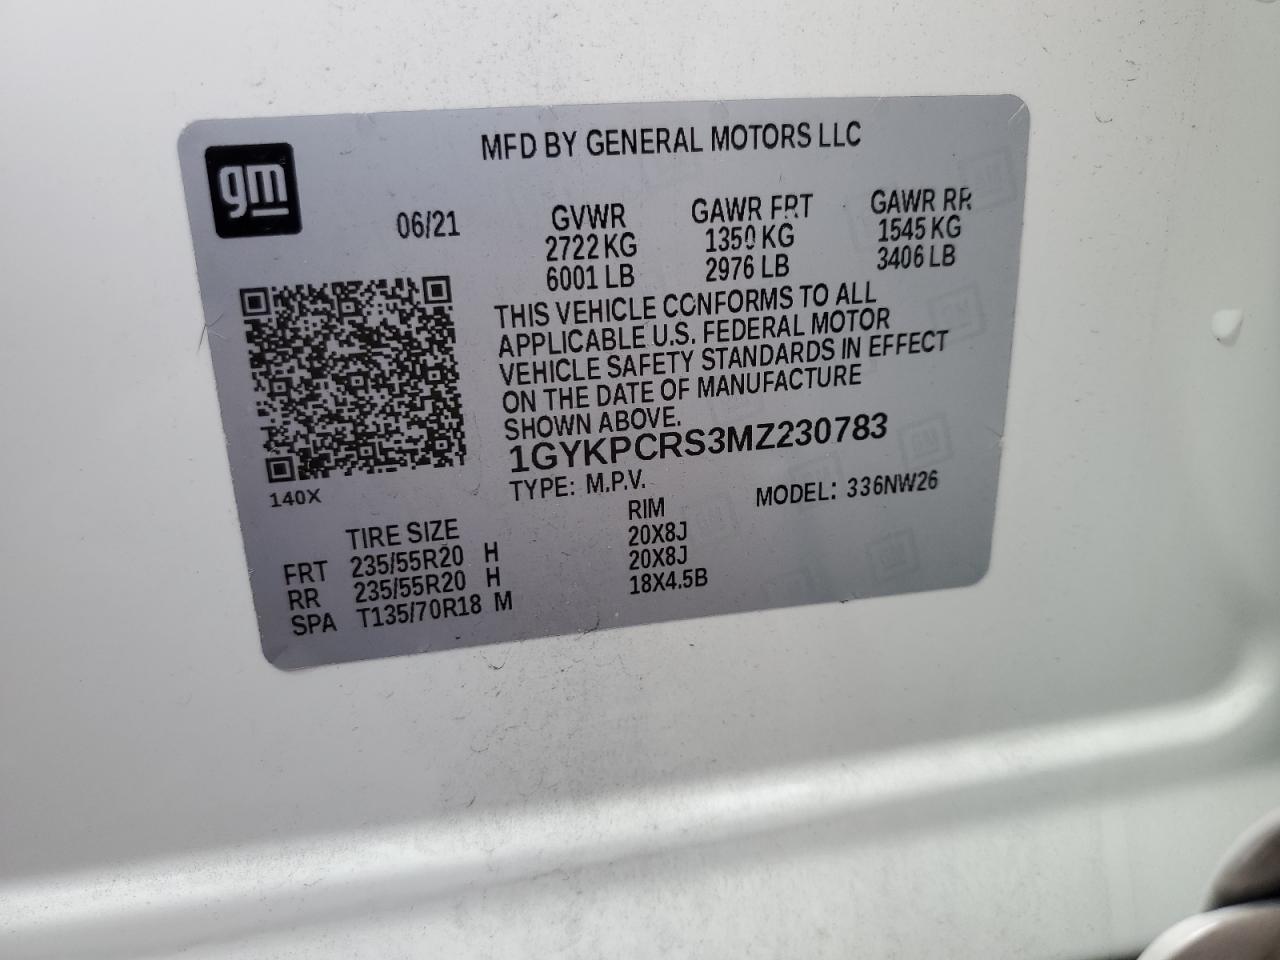 MFD BY GENERAL MOTORS LLC
gm
06/21 GVWR GAWR FRT GAWR RR
2722 KG 1350 KG 1545 KG
6001 LB 2976 LB 3406 LB
THIS VEHICLE CONFORMS TO ALL
APPLICABLE U.S. FEDERAL MOTOR
VEHICLE SAFETY STANDARDS IN EFFECT
ON THE DATE OF MANUFACTURE
SHOWN ABOVE.
1GYKPCRS3MZ230783
140X
TYPE: M.P.V. MODEL: 336NW26
TIRE SIZE RIM
FRT 235/55R20 H 20X8J
RR 235/55R20 H 20X8J
SPA T135/70R18 M 18X4.5B